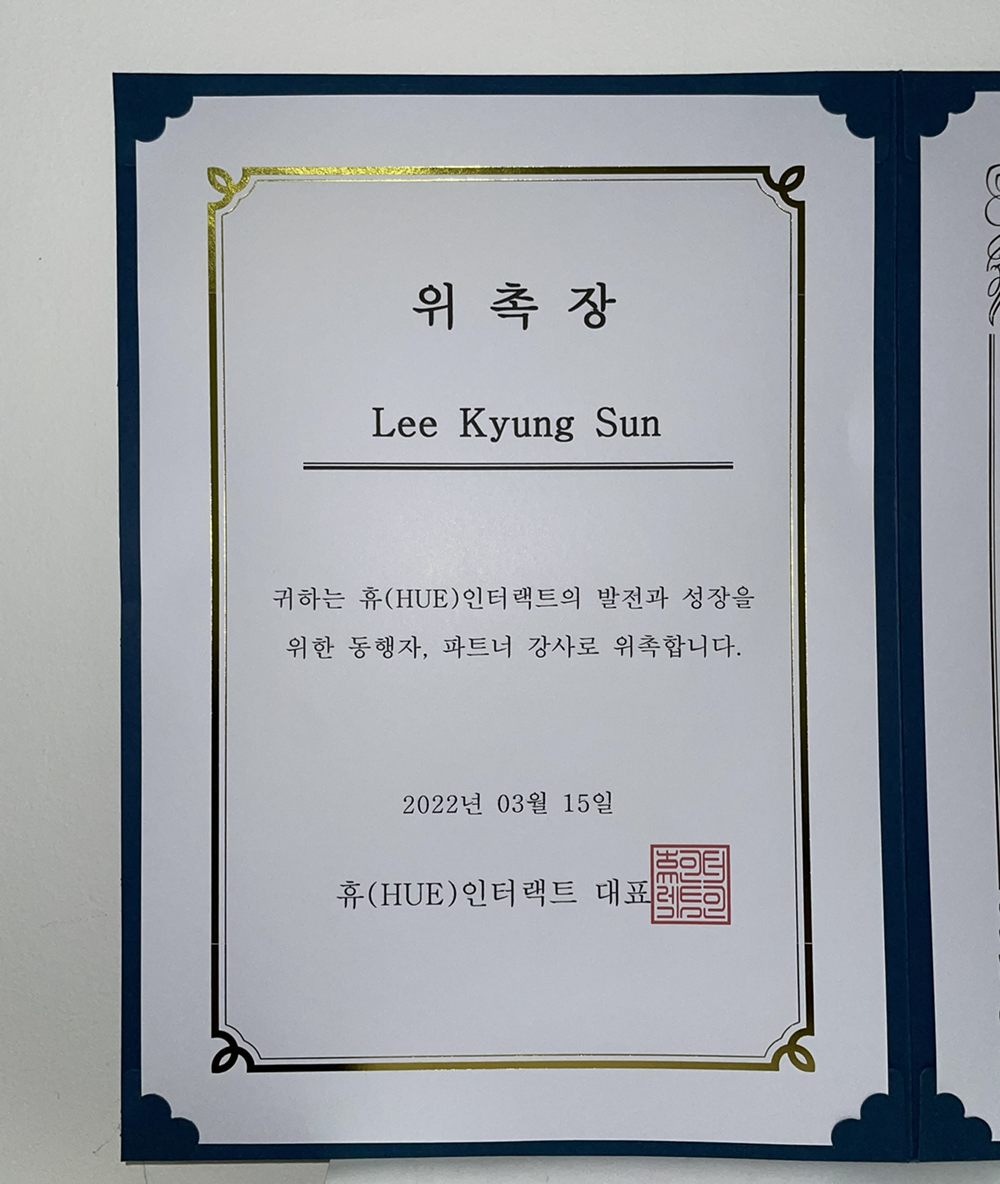 위 촉 장
Lee Kyung Sun
귀하는 휴(HUE)인터랙트의 발전과 성장을
위한 동행자, 파트너 강사로 위촉합니다.
2022년 03월 15일
휴(HUE)인터랙트 대표